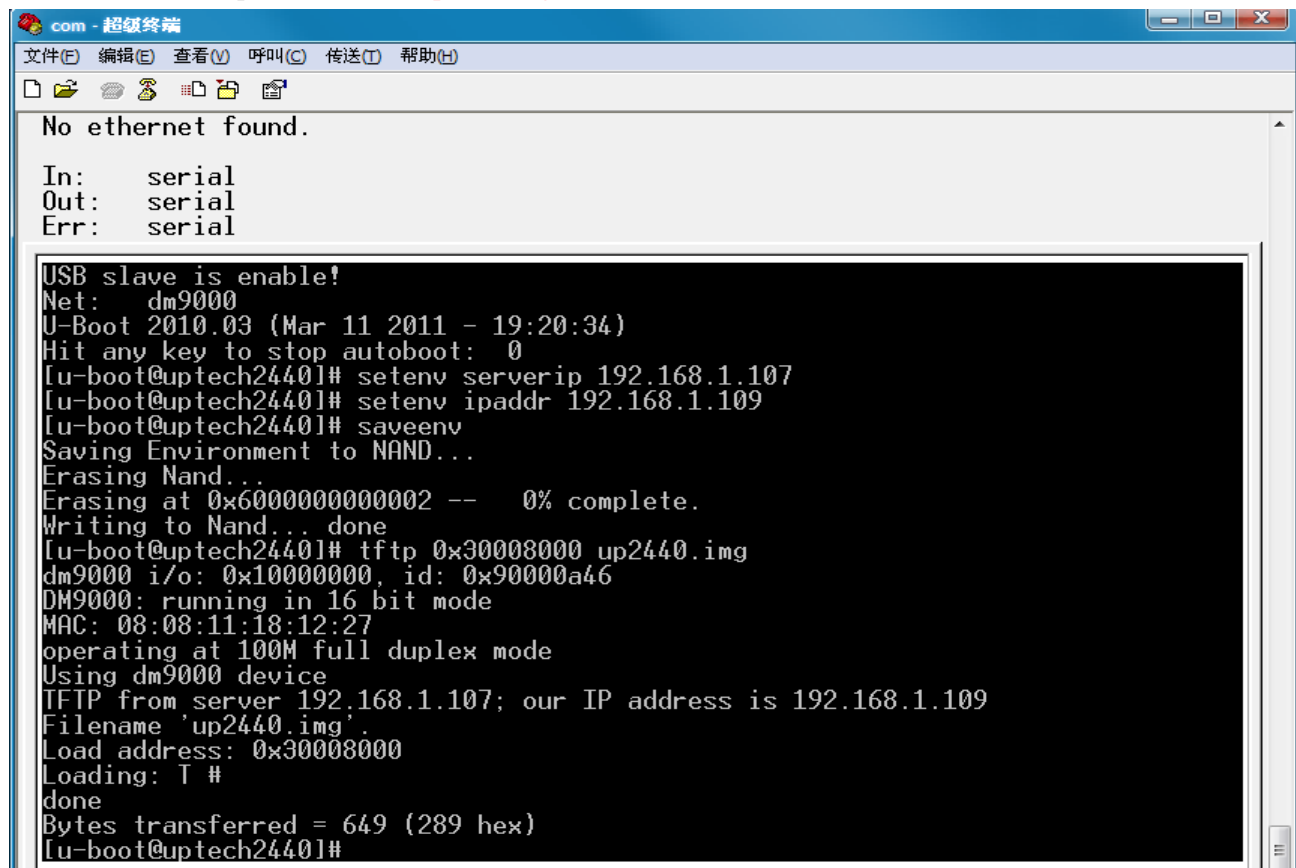 com - 超级终端
文件(F) 编辑(E) 查看(V) 呼叫(C) 传送(T) 帮助(H)
No ethernet found.
In: serial
Out: serial
Err: serial
USB slave is enable!
Net: dm9000
U-Boot 2010.03 (Mar 11 2011 - 19:20:34)
Hit any key to stop autoboot: 0
[u-boot@uptech2440]# setenv serverip 192.168.1.107
[u-boot@uptech2440]# setenv ipaddr 192.168.1.109
[u-boot@uptech2440]# saveenv
Saving Environment to NAND...
Erasing Nand...
Erasing at 0x6000000000002 -- 0% complete.
Writing to Nand... done
[u-boot@uptech2440]# tftp 0x30008000 up2440.img
dm9000 i/o: 0x10000000, id: 0x90000a46
DM9000: running in 16 bit mode
MAC: 08:08:11:18:12:27
operating at 100M full duplex mode
Using dm9000 device
TFTP from server 192.168.1.107; our IP address is 192.168.1.109
Filename 'up2440.img'.
Load address: 0x30008000
Loading: T #
done
Bytes transferred = 649 (289 hex)
[u-boot@uptech2440]#